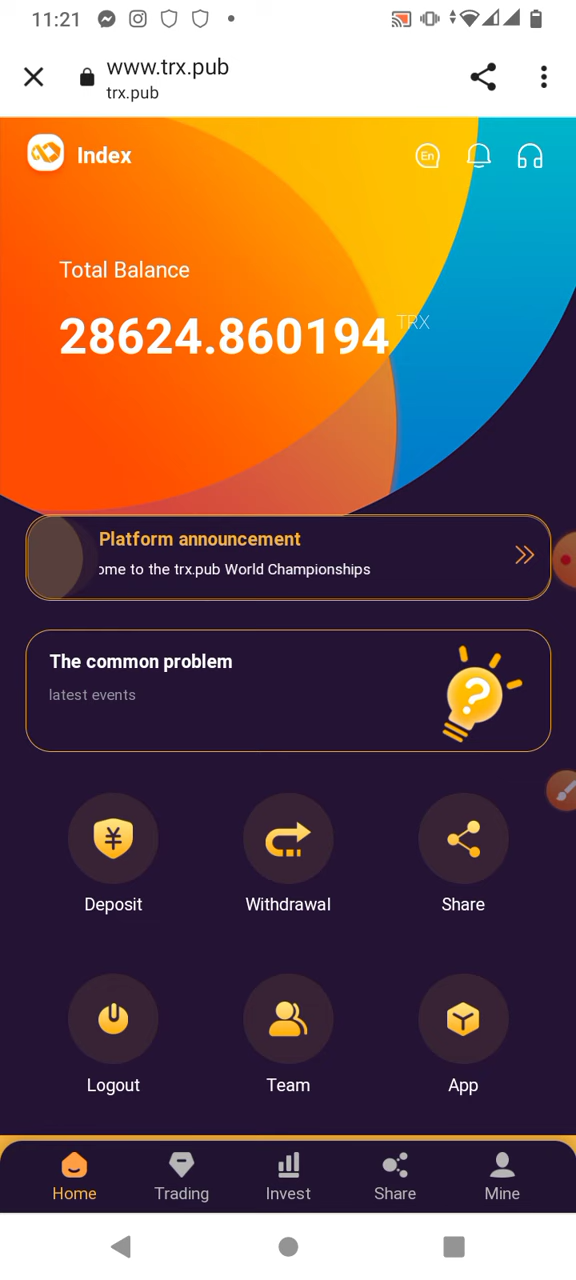 11:21
www.trx.pub
trx.pub
Index
En
Total Balance
28624.860194 TRX
Platform announcement
ome to the trx.pub World Championships
The common problem
latest events
?
¥
Deposit
Withdrawal
Share
Logout
Team
App
Home
Trading
Invest
Share
Mine